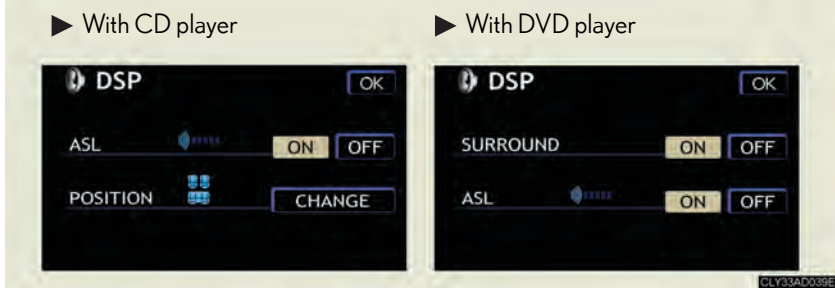 ▶ With CD player
DSP OK
ASL ON OFF
POSITION CHANGE
▶ With DVD player
DSP OK
SURROUND ON OFF
ASL ON OFF
CLY33AD039E